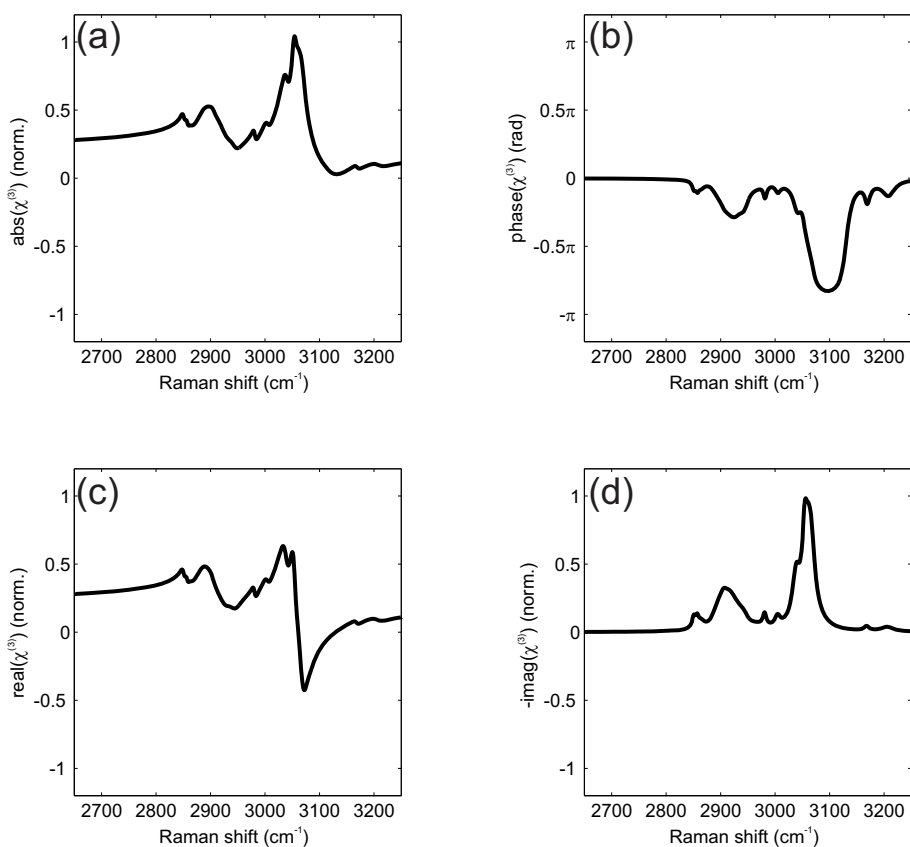 (a)
1
0.5
0
-0.5
-1
abs(χ⁽³⁾) (norm.)
2700 2800 2900 3000 3100 3200
Raman shift (cm⁻¹)
(b)
π
0.5π
0
-0.5π
-π
phase(χ⁽³⁾) (rad)
2700 2800 2900 3000 3100 3200
Raman shift (cm⁻¹)
(c)
1
0.5
0
-0.5
-1
real(χ⁽³⁾) (norm.)
2700 2800 2900 3000 3100 3200
Raman shift (cm⁻¹)
(d)
1
0.5
0
-0.5
-1
-imag(χ⁽³⁾) (norm.)
2700 2800 2900 3000 3100 3200
Raman shift (cm⁻¹)